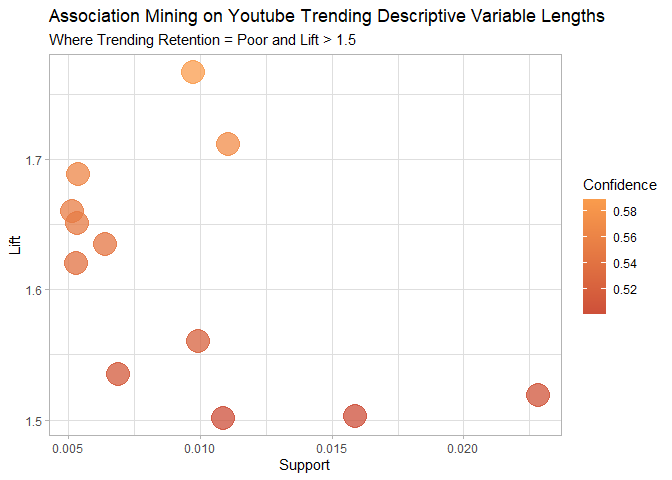 Association Mining on Youtube Trending Descriptive Variable Lengths
Where Trending Retention = Poor and Lift > 1.5
Lift
1.7
1.6
1.5
0.005
0.010
0.015
0.020
Support
Confidence
0.58
0.56
0.54
0.52